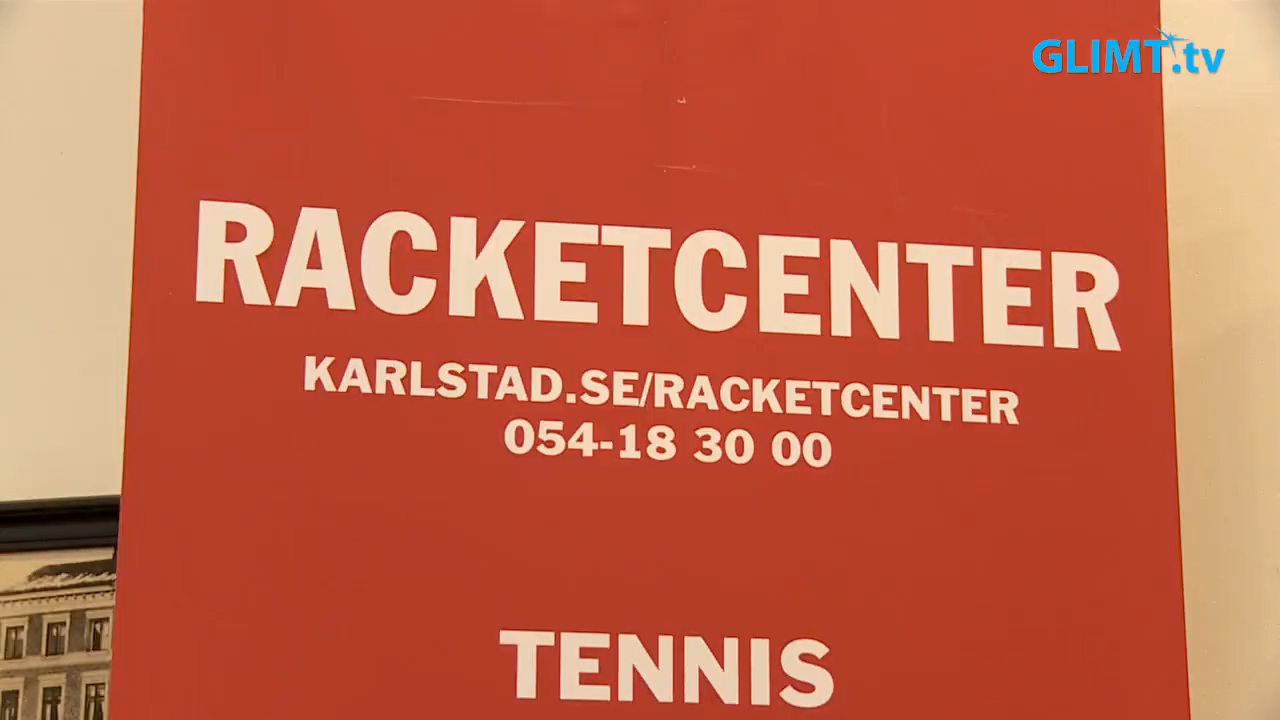 GLIMT.tv
RACKETCENTER
KARLSTAD.SE/RACKETCENTER
054-18 30 00
TENNIS